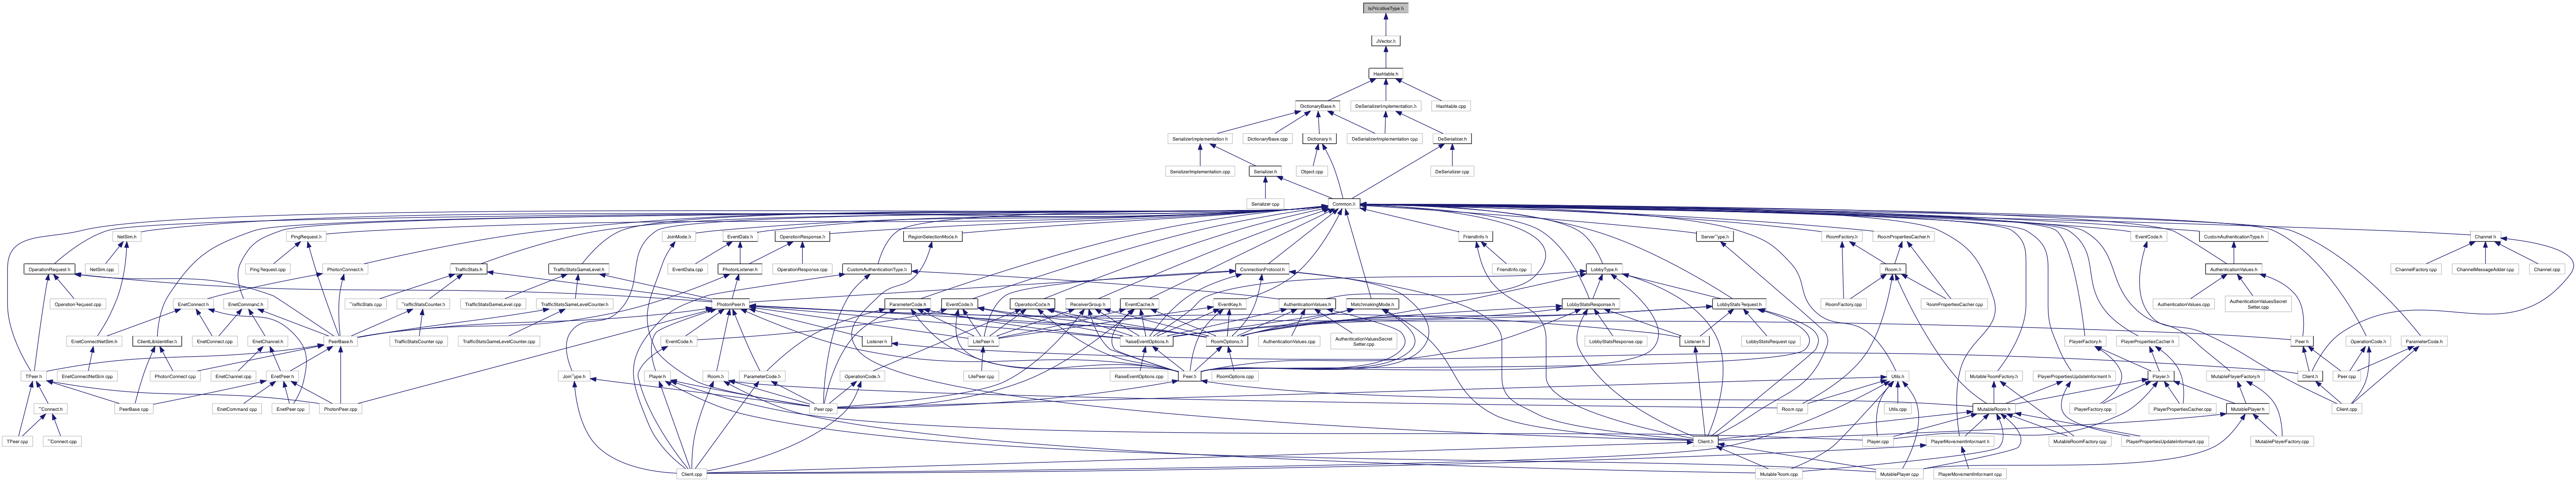 IsPrimitiveType.h
JVector.h
Hashtable.h
DictionaryBase.h
DeSerializerImplementation.h
Hashtable.cpp
SerializerImplementation.h
DictionaryBase.cpp
Dictionary.h
DeSerializerImplementation.cpp
DeSerializer.h
SerializerImplementation.cpp
Serializer.h
Object.cpp
DeSerializer.cpp
Serializer.cpp
Common.h
NetSim.h
PingRequest.h
JoinMode.h
EventData.h
OperationResponse.h
RegionSelectionMode.h
FriendInfo.h
ServerType.h
RoomFactory.h
RoomPropertiesCacher.h
EventCode.h
CustomAuthenticationType.h
Channel.h
OperationRequest.h
NetSim.cpp
PingRequest.cpp
PhotonConnect.h
TrafficStats.h
TrafficStatsGameLevel.h
EventData.cpp
PhotonListener.h
OperationResponse.cpp
CustomAuthenticationType.h
ConnectionProtocol.h
FriendInfo.cpp
LobbyType.h
Room.h
AuthenticationValues.h
ChannelFactory.cpp
ChannelMessageAdder.cpp
Channel.cpp
OperationRequest.cpp
EnetConnect.h
EnetCommand.h
TrafficStats.cpp
TrafficStatsCounter.h
TrafficStatsGameLevel.cpp
TrafficStatsGameLevelCounter.h
PhotonPeer.h
ParameterCode.h
EventCode.h
OperationCode.h
ReceiverGroup.h
EventCache.h
EventKey.h
AuthenticationValues.h
MatchmakingMode.h
LobbyStatsResponse.h
LobbyStatsRequest.h
RoomFactory.cpp
RoomPropertiesCacher.cpp
AuthenticationValues.cpp
AuthenticationValuesSecret
Setter.cpp
EnetConnectNetSim.h
ClientLibIdentifier.h
EnetConnect.cpp
EnetChannel.h
PeerBase.h
TrafficStatsCounter.cpp
TrafficStatsGameLevelCounter.cpp
EventCode.h
Listener.h
LitePeer.h
RaiseEventOptions.h
RoomOptions.h
AuthenticationValues.cpp
AuthenticationValuesSecret
Setter.cpp
LobbyStatsResponse.cpp
Listener.h
LobbyStatsRequest.cpp
PlayerFactory.h
PlayerPropertiesCacher.h
Peer.h
OperationCode.h
ParameterCode.h
TPeer.h
EnetConnectNetSim.cpp
PhotonConnect.cpp
EnetChannel.cpp
EnetPeer.h
JoinType.h
Player.h
Room.h
ParameterCode.h
OperationCode.h
LitePeer.cpp
RaiseEventOptions.cpp
Peer.h
RoomOptions.cpp
Utils.h
MutableRoomFactory.h
PlayerPropertiesUpdateInformant.h
Player.h
MutablePlayerFactory.h
Client.h
Peer.cpp
TConnect.h
PeerBase.cpp
EnetCommand.cpp
EnetPeer.cpp
PhotonPeer.cpp
Peer.cpp
Room.cpp
Utils.cpp
MutableRoom.h
PlayerFactory.cpp
PlayerPropertiesCacher.cpp
MutablePlayer.h
Client.cpp
TPeer.cpp
TConnect.cpp
Client.h
Player.cpp
PlayerMovementInformant.h
MutableRoomFactory.cpp
PlayerPropertiesUpdateInformant.cpp
MutablePlayerFactory.cpp
Client.cpp
MutableRoom.cpp
MutablePlayer.cpp
PlayerMovementInformant.cpp